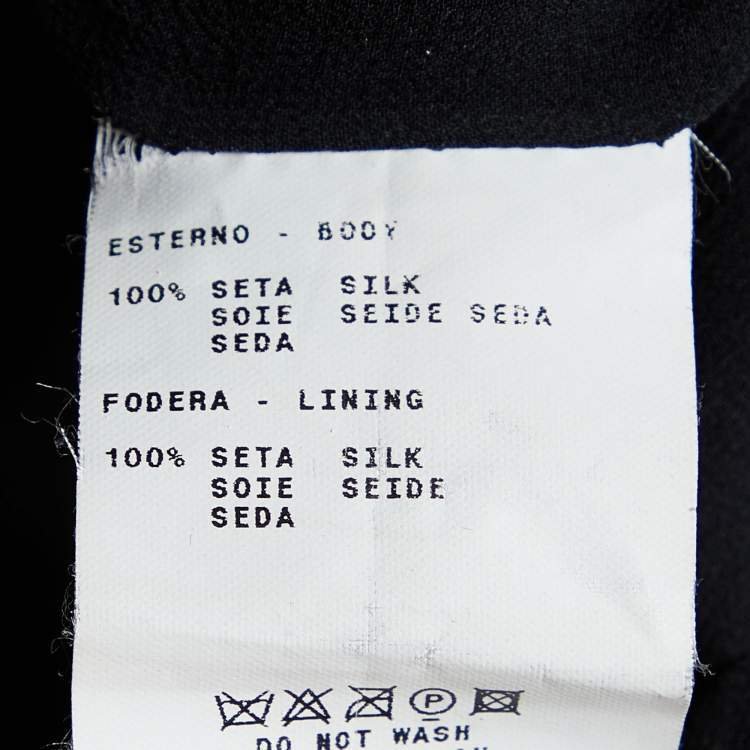 ESTERNO - BODY
100% SETA SILK
SOIE SEIDE SEDA
SEDA
FODERA - LINING
100% SETA SILK
SOIE SEIDE
SEDA
P
DO NOT WASH